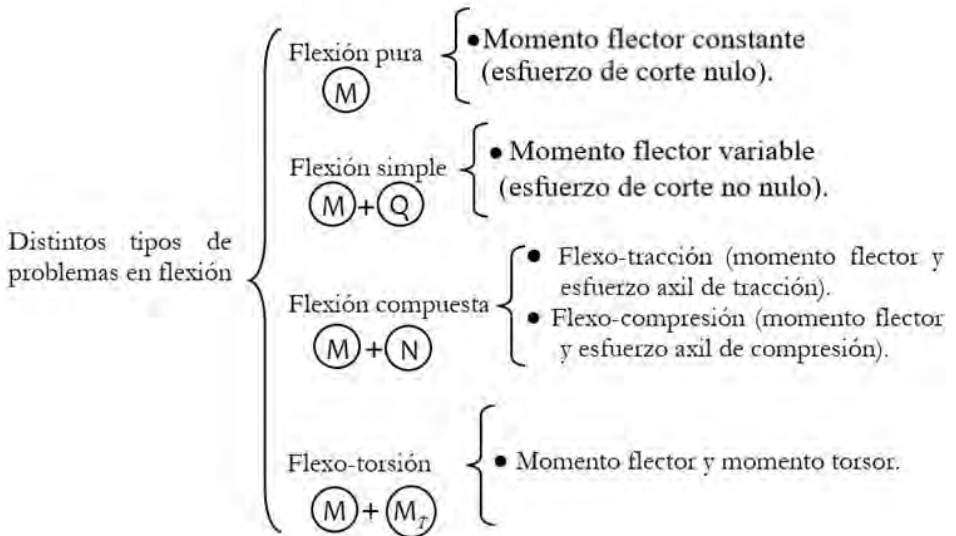 Distintos tipos de
problemas en flexión
Flexión pura
M
● Momento flector constante
(esfuerzo de corte nulo).
Flexión simple
M + Q
● Momento flector variable
(esfuerzo de corte no nulo).
Flexión compuesta
M + N
● Flexo-tracción (momento flector y
esfuerzo axil de tracción).
● Flexo-compresión (momento flector
y esfuerzo axil de compresión).
Flexo-torsión
M + M_T
● Momento flector y momento torsor.